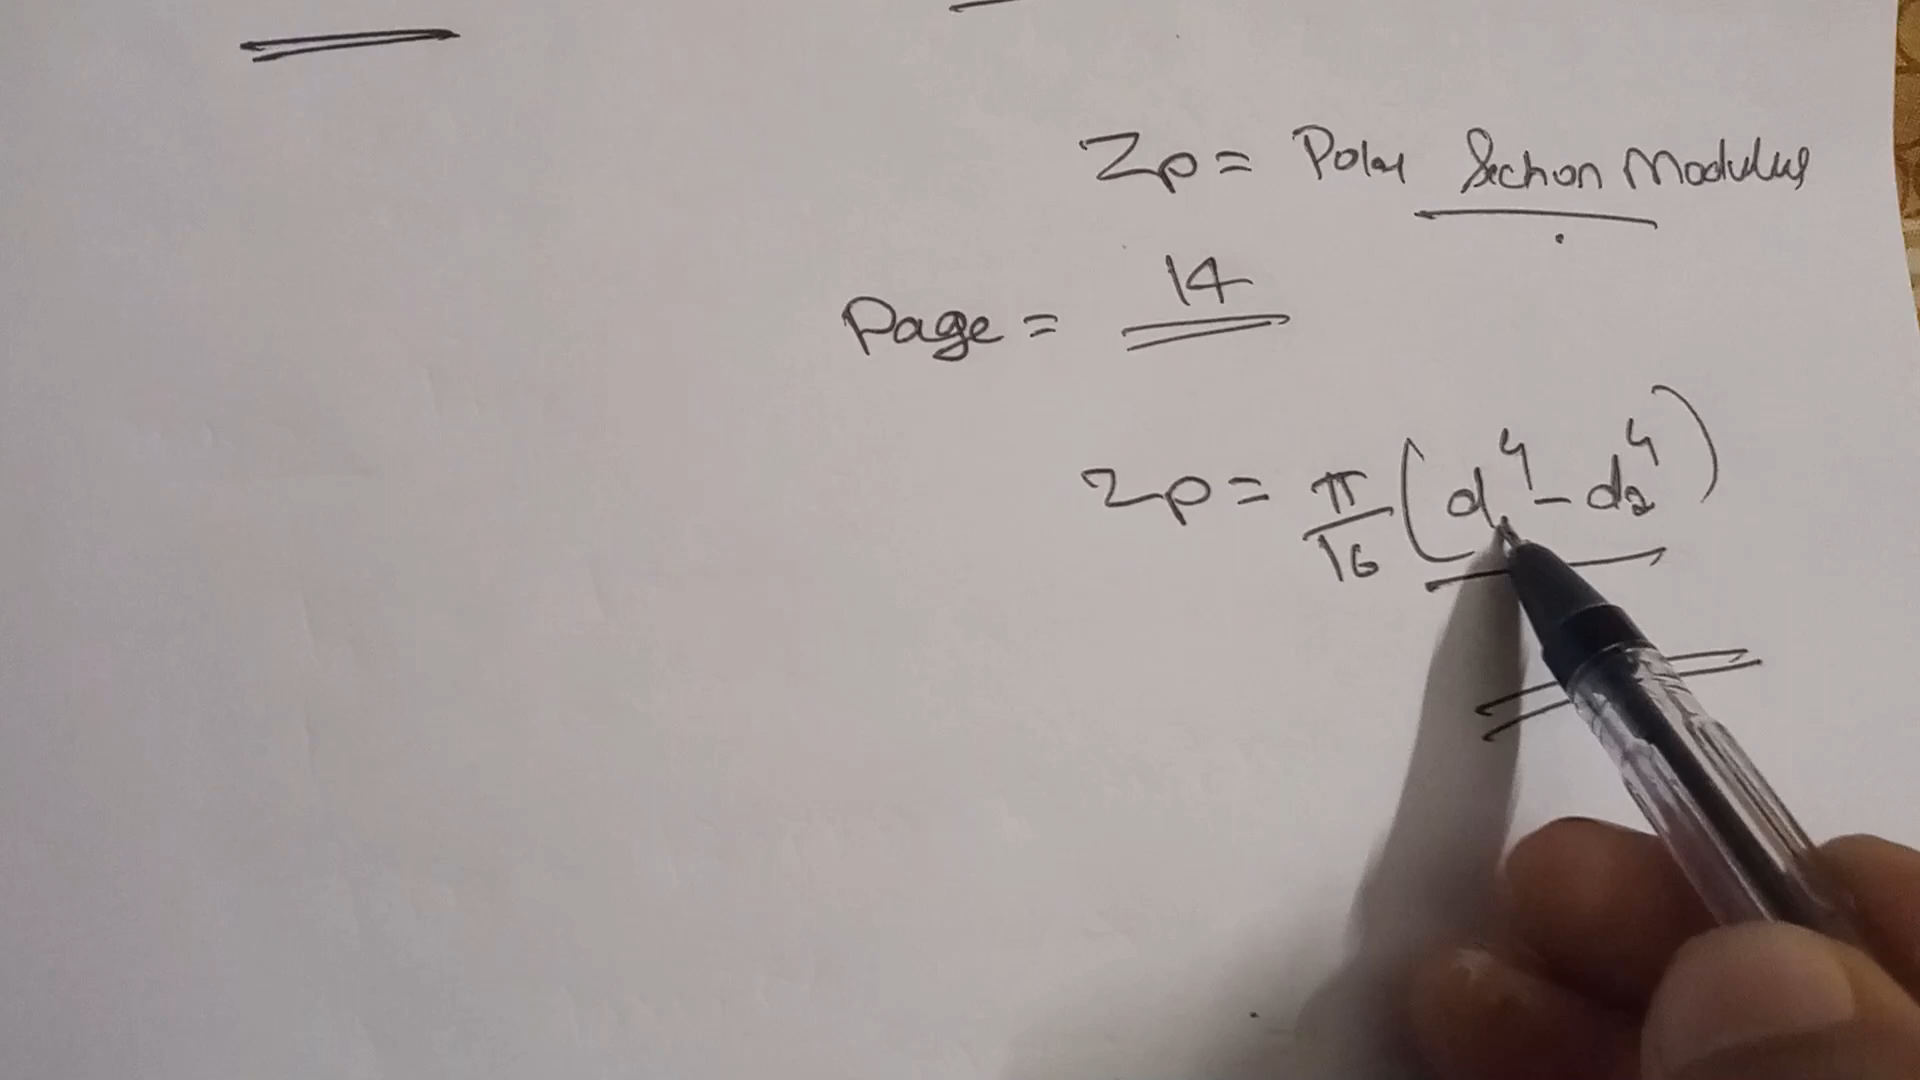 Zp = Polar Section Modulus
Page = 14
Zp = π/16 (d₁⁴ - d₂⁴)